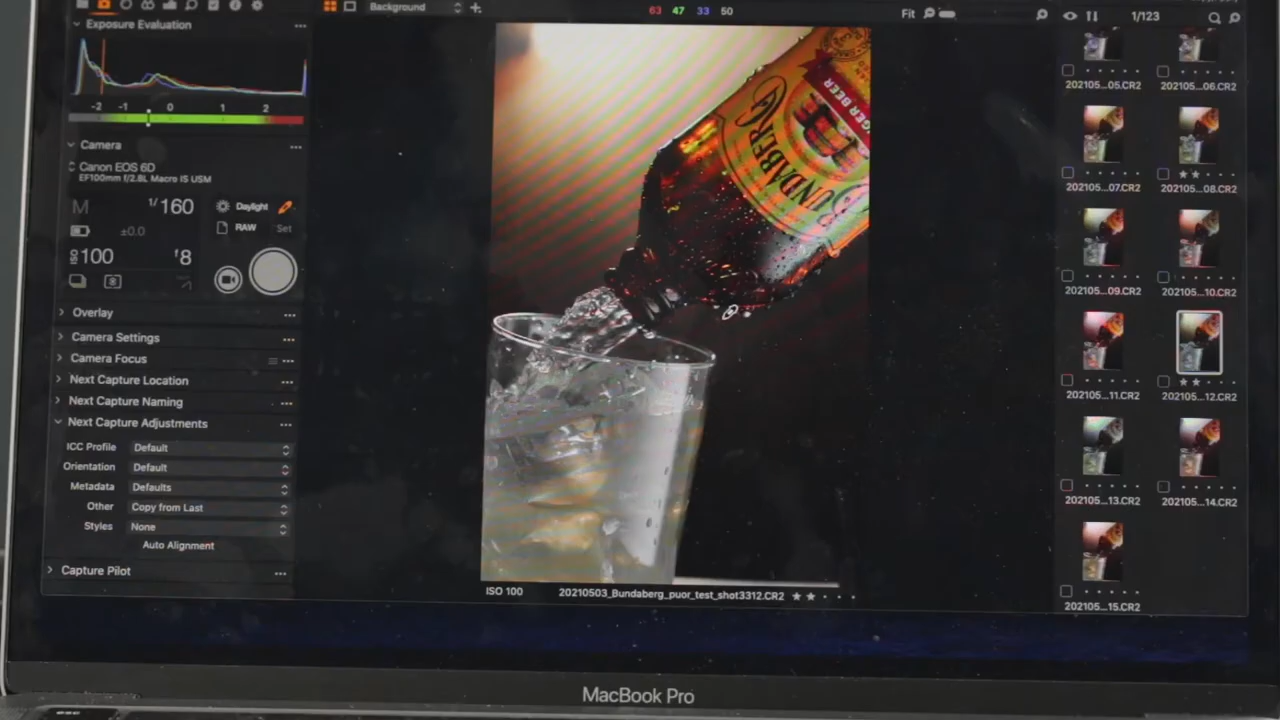 Background
63 47 33 50
Fit
1/123
Exposure Evaluation
-2 -1 0 1 2
Camera
Canon EOS 6D
EF100mm f/2.8L Macro IS USM
M 1/160 Daylight
±0.0 RAW Set
ISO 100 f8
Overlay
Camera Settings
Camera Focus
Next Capture Location
Next Capture Naming
Next Capture Adjustments
ICC Profile Default
Orientation Default
Metadata Defaults
Other Copy from Last
Styles None
Auto Alignment
Capture Pilot
GINGER BEER
BUNDABERG
ISO 100 20210503_Bundaberg_puor_test_shot3312.CR2
202105...05.CR2 202105...06.CR2
202105...07.CR2 202105...08.CR2
202105...09.CR2 202105...10.CR2
202105...11.CR2 202105...12.CR2
202105...13.CR2 202105...14.CR2
202105...15.CR2
MacBook Pro